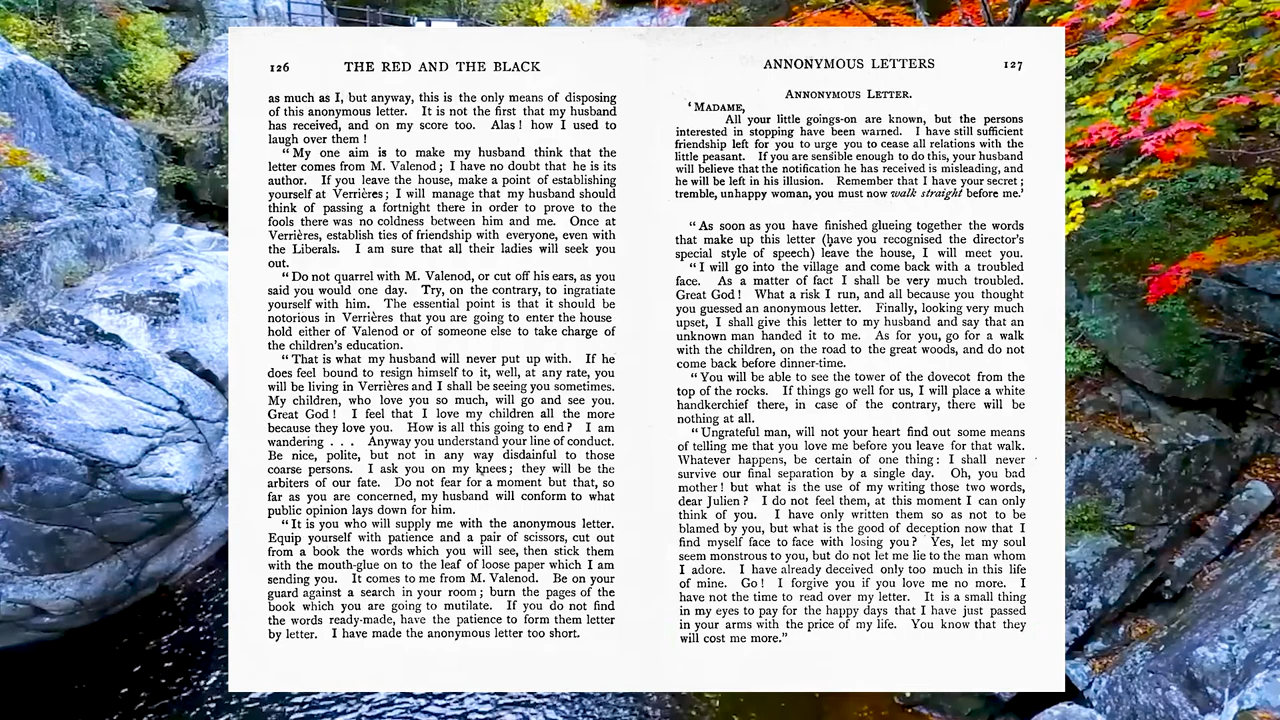 126 THE RED AND THE BLACK
as much as I, but anyway, this is the only means of disposing
of this anonymous letter. It is not the first that my husband
has received, and on my score too. Alas ! how I used to
laugh over them !
“ My one aim is to make my husband think that the
letter comes from M. Valenod ; I have no doubt that he is its
author. If you leave the house, make a point of establishing
yourself at Verrières ; I will manage that my husband should
think of passing a fortnight there in order to prove to the
fools there was no coldness between him and me. Once at
Verrières, establish ties of friendship with everyone, even with
the Liberals. I am sure that all their ladies will seek you
out.
“ Do not quarrel with M. Valenod, or cut off his ears, as you
said you would one day. Try, on the contrary, to ingratiate
yourself with him. The essential point is that it should be
notorious in Verrières that you are going to enter the house
hold either of Valenod or of someone else to take charge of
the children’s education.
“ That is what my husband will never put up with. If he
does feel bound to resign himself to it, well, at any rate, you
will be living in Verrières and I shall be seeing you sometimes.
My children, who love you so much, will go and see you.
Great God ! I feel that I love my children all the more
because they love you. How is all this going to end ? I am
wandering . . . Anyway you understand your line of conduct.
Be nice, polite, but not in any way disdainful to those
coarse persons. I ask you on my knees ; they will be the
arbiters of our fate. Do not fear for a moment but that, so
far as you are concerned, my husband will conform to what
public opinion lays down for him.
“ It is you who will supply me with the anonymous letter.
Equip yourself with patience and a pair of scissors, cut out
from a book the words which you will see, then stick them
with the mouth-glue on to the leaf of loose paper which I am
sending you. It comes to me from M. Valenod. Be on your
guard against a search in your room ; burn the pages of the
book which you are going to mutilate. If you do not find
the words ready-made, have the patience to form them letter
by letter. I have made the anonymous letter too short.
ANNONYMOUS LETTERS 127
ANNONYMOUS LETTER.
‘ MADAME,
All your little goings-on are known, but the persons
interested in stopping have been warned. I have still sufficient
friendship left for you to urge you to cease all relations with the
little peasant. If you are sensible enough to do this, your husband
will believe that the notification he has received is misleading, and
he will be left in his illusion. Remember that I have your secret ;
tremble, unhappy woman, you must now walk straight before me.’
“ As soon as you have finished glueing together the words
that make up this letter (have you recognised the director’s
special style of speech) leave the house, I will meet you.
“ I will go into the village and come back with a troubled
face. As a matter of fact I shall be very much troubled.
Great God ! What a risk I run, and all because you thought
you guessed an anonymous letter. Finally, looking very much
upset, I shall give this letter to my husband and say that an
unknown man handed it to me. As for you, go for a walk
with the children, on the road to the great woods, and do not
come back before dinner-time.
“ You will be able to see the tower of the dovecot from the
top of the rocks. If things go well for us, I will place a white
handkerchief there, in case of the contrary, there will be
nothing at all.
“ Ungrateful man, will not your heart find out some means
of telling me that you love me before you leave for that walk.
Whatever happens, be certain of one thing : I shall never
survive our final separation by a single day. Oh, you bad
mother ! but what is the use of my writing those two words,
dear Julien ? I do not feel them, at this moment I can only
think of you. I have only written them so as not to be
blamed by you, but what is the good of deception now that I
find myself face to face with losing you ? Yes, let my soul
seem monstrous to you, but do not let me lie to the man whom
I adore. I have already deceived only too much in this life
of mine. Go ! I forgive you if you love me no more. I
have not the time to read over my letter. It is a small thing
in my eyes to pay for the happy days that I have just passed
in your arms with the price of my life. You know that they
will cost me more.”